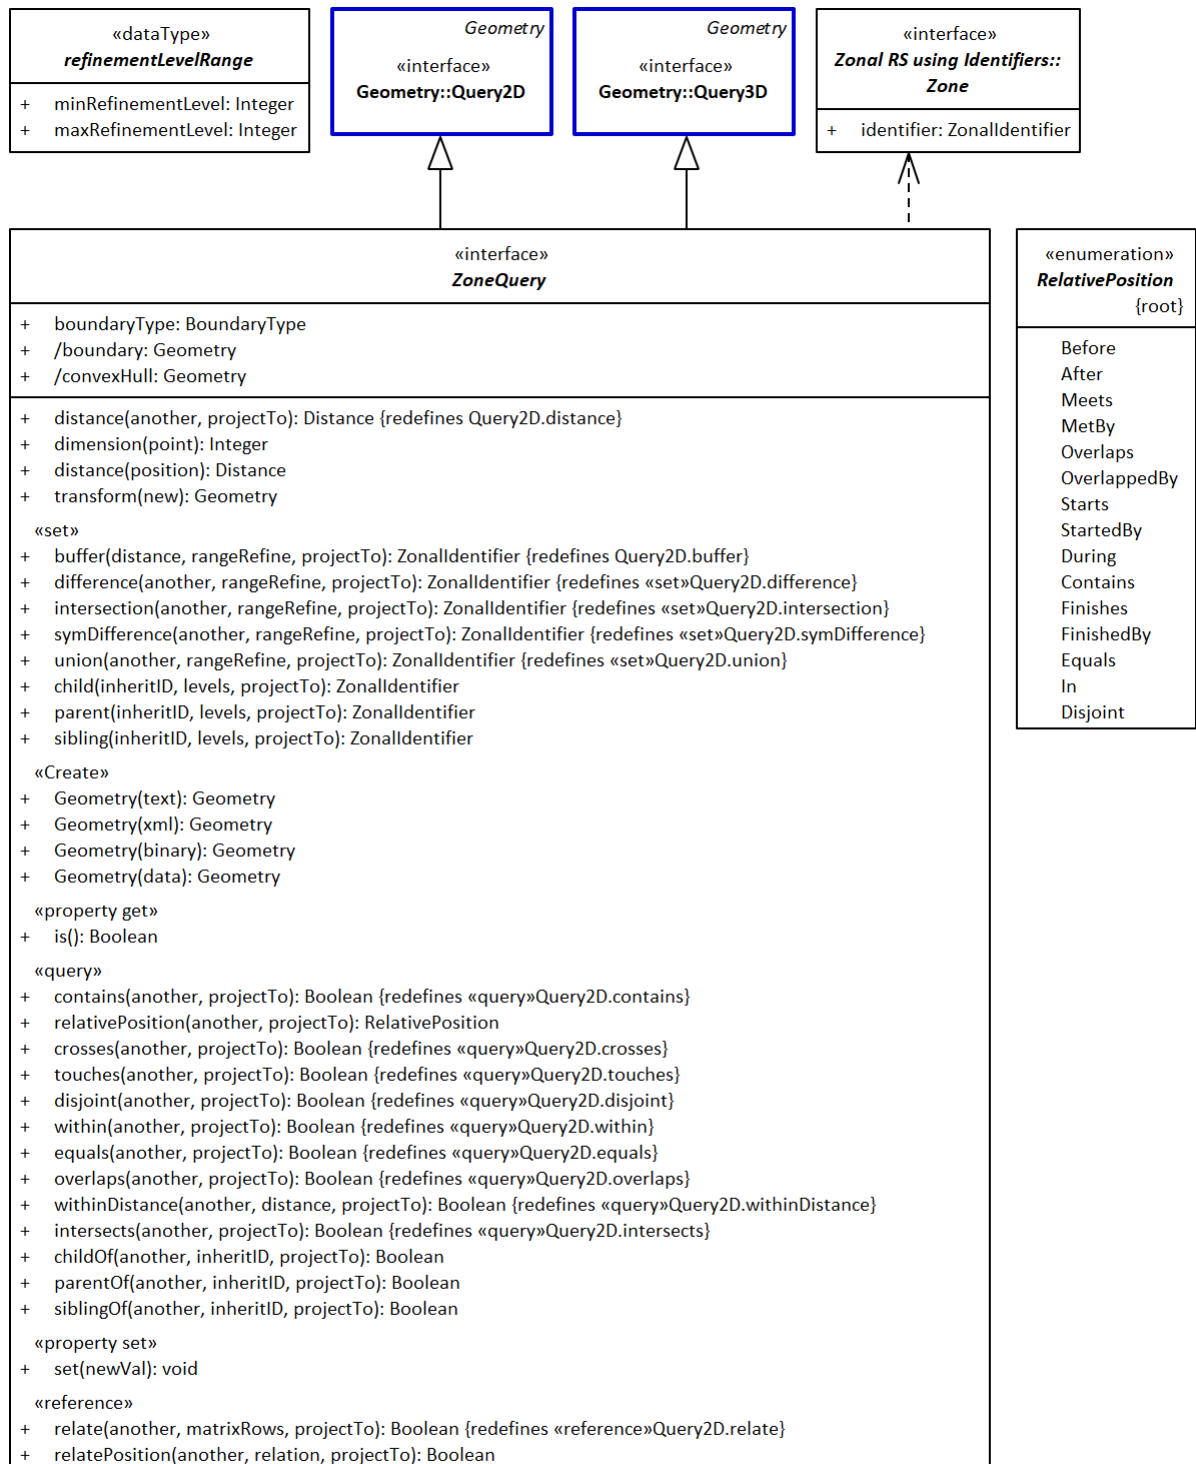 «dataType»
refinementLevelRange
+ minRefinementLevel: Integer
+ maxRefinementLevel: Integer
Geometry
«interface»
Geometry::Query2D
Geometry
«interface»
Geometry::Query3D
«interface»
Zonal RS using Identifiers::
Zone
+ identifier: ZonalIdentifier
«interface»
ZoneQuery
+ boundaryType: BoundaryType
+ /boundary: Geometry
+ /convexHull: Geometry
+ distance(another, projectTo): Distance {redefines Query2D.distance}
+ dimension(point): Integer
+ distance(position): Distance
+ transform(new): Geometry
«set»
+ buffer(distance, rangeRefine, projectTo): ZonalIdentifier {redefines Query2D.buffer}
+ difference(another, rangeRefine, projectTo): ZonalIdentifier {redefines «set»Query2D.difference}
+ intersection(another, rangeRefine, projectTo): ZonalIdentifier {redefines «set»Query2D.intersection}
+ symDifference(another, rangeRefine, projectTo): ZonalIdentifier {redefines «set»Query2D.symDifference}
+ union(another, rangeRefine, projectTo): ZonalIdentifier {redefines «set»Query2D.union}
+ child(inheritID, levels, projectTo): ZonalIdentifier
+ parent(inheritID, levels, projectTo): ZonalIdentifier
+ sibling(inheritID, levels, projectTo): ZonalIdentifier
«Create»
+ Geometry(text): Geometry
+ Geometry(xml): Geometry
+ Geometry(binary): Geometry
+ Geometry(data): Geometry
«property get»
+ is(): Boolean
«query»
+ contains(another, projectTo): Boolean {redefines «query»Query2D.contains}
+ relativePosition(another, projectTo): RelativePosition
+ crosses(another, projectTo): Boolean {redefines «query»Query2D.crosses}
+ touches(another, projectTo): Boolean {redefines «query»Query2D.touches}
+ disjoint(another, projectTo): Boolean {redefines «query»Query2D.disjoint}
+ within(another, projectTo): Boolean {redefines «query»Query2D.within}
+ equals(another, projectTo): Boolean {redefines «query»Query2D.equals}
+ overlaps(another, projectTo): Boolean {redefines «query»Query2D.overlaps}
+ withinDistance(another, distance, projectTo): Boolean {redefines «query»Query2D.withinDistance}
+ intersects(another, projectTo): Boolean {redefines «query»Query2D.intersects}
+ childOf(another, inheritID, projectTo): Boolean
+ parentOf(another, inheritID, projectTo): Boolean
+ siblingOf(another, inheritID, projectTo): Boolean
«property set»
+ set(newVal): void
«reference»
+ relate(another, matrixRows, projectTo): Boolean {redefines «reference»Query2D.relate}
+ relatePosition(another, relation, projectTo): Boolean
«enumeration»
RelativePosition
{root}
Before
After
Meets
MetBy
Overlaps
OverlappedBy
Starts
StartedBy
During
Contains
Finishes
FinishedBy
Equals
In
Disjoint